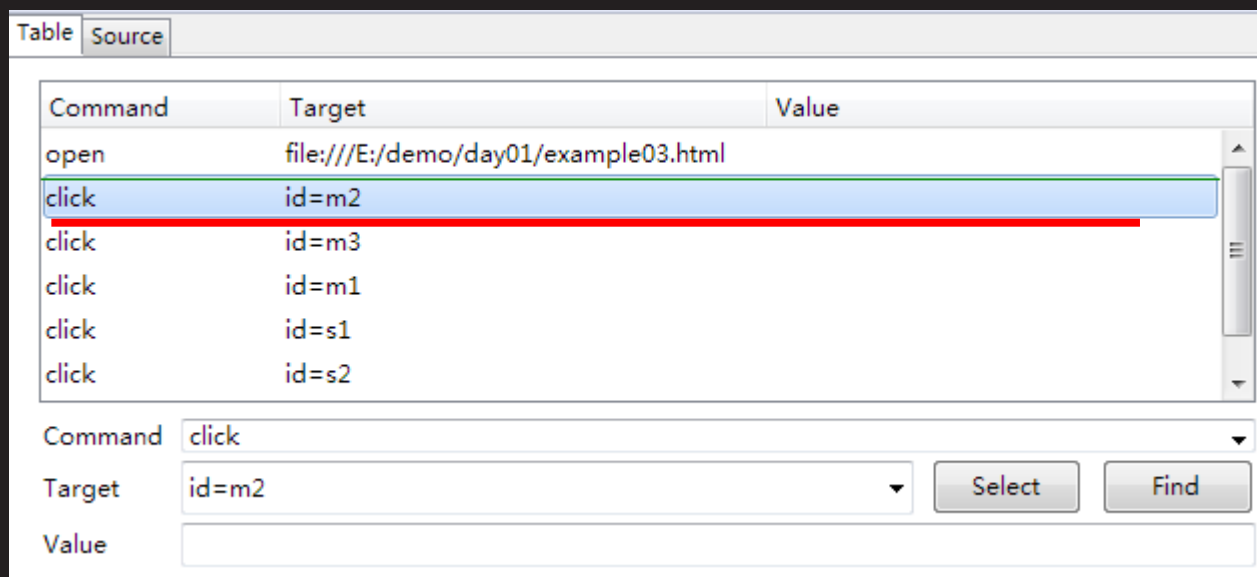 Table Source
Command Target Value
open file:///E:/demo/day01/example03.html
click id=m2
click id=m3
click id=m1
click id=s1
click id=s2
Command click
Target id=m2 Select Find
Value